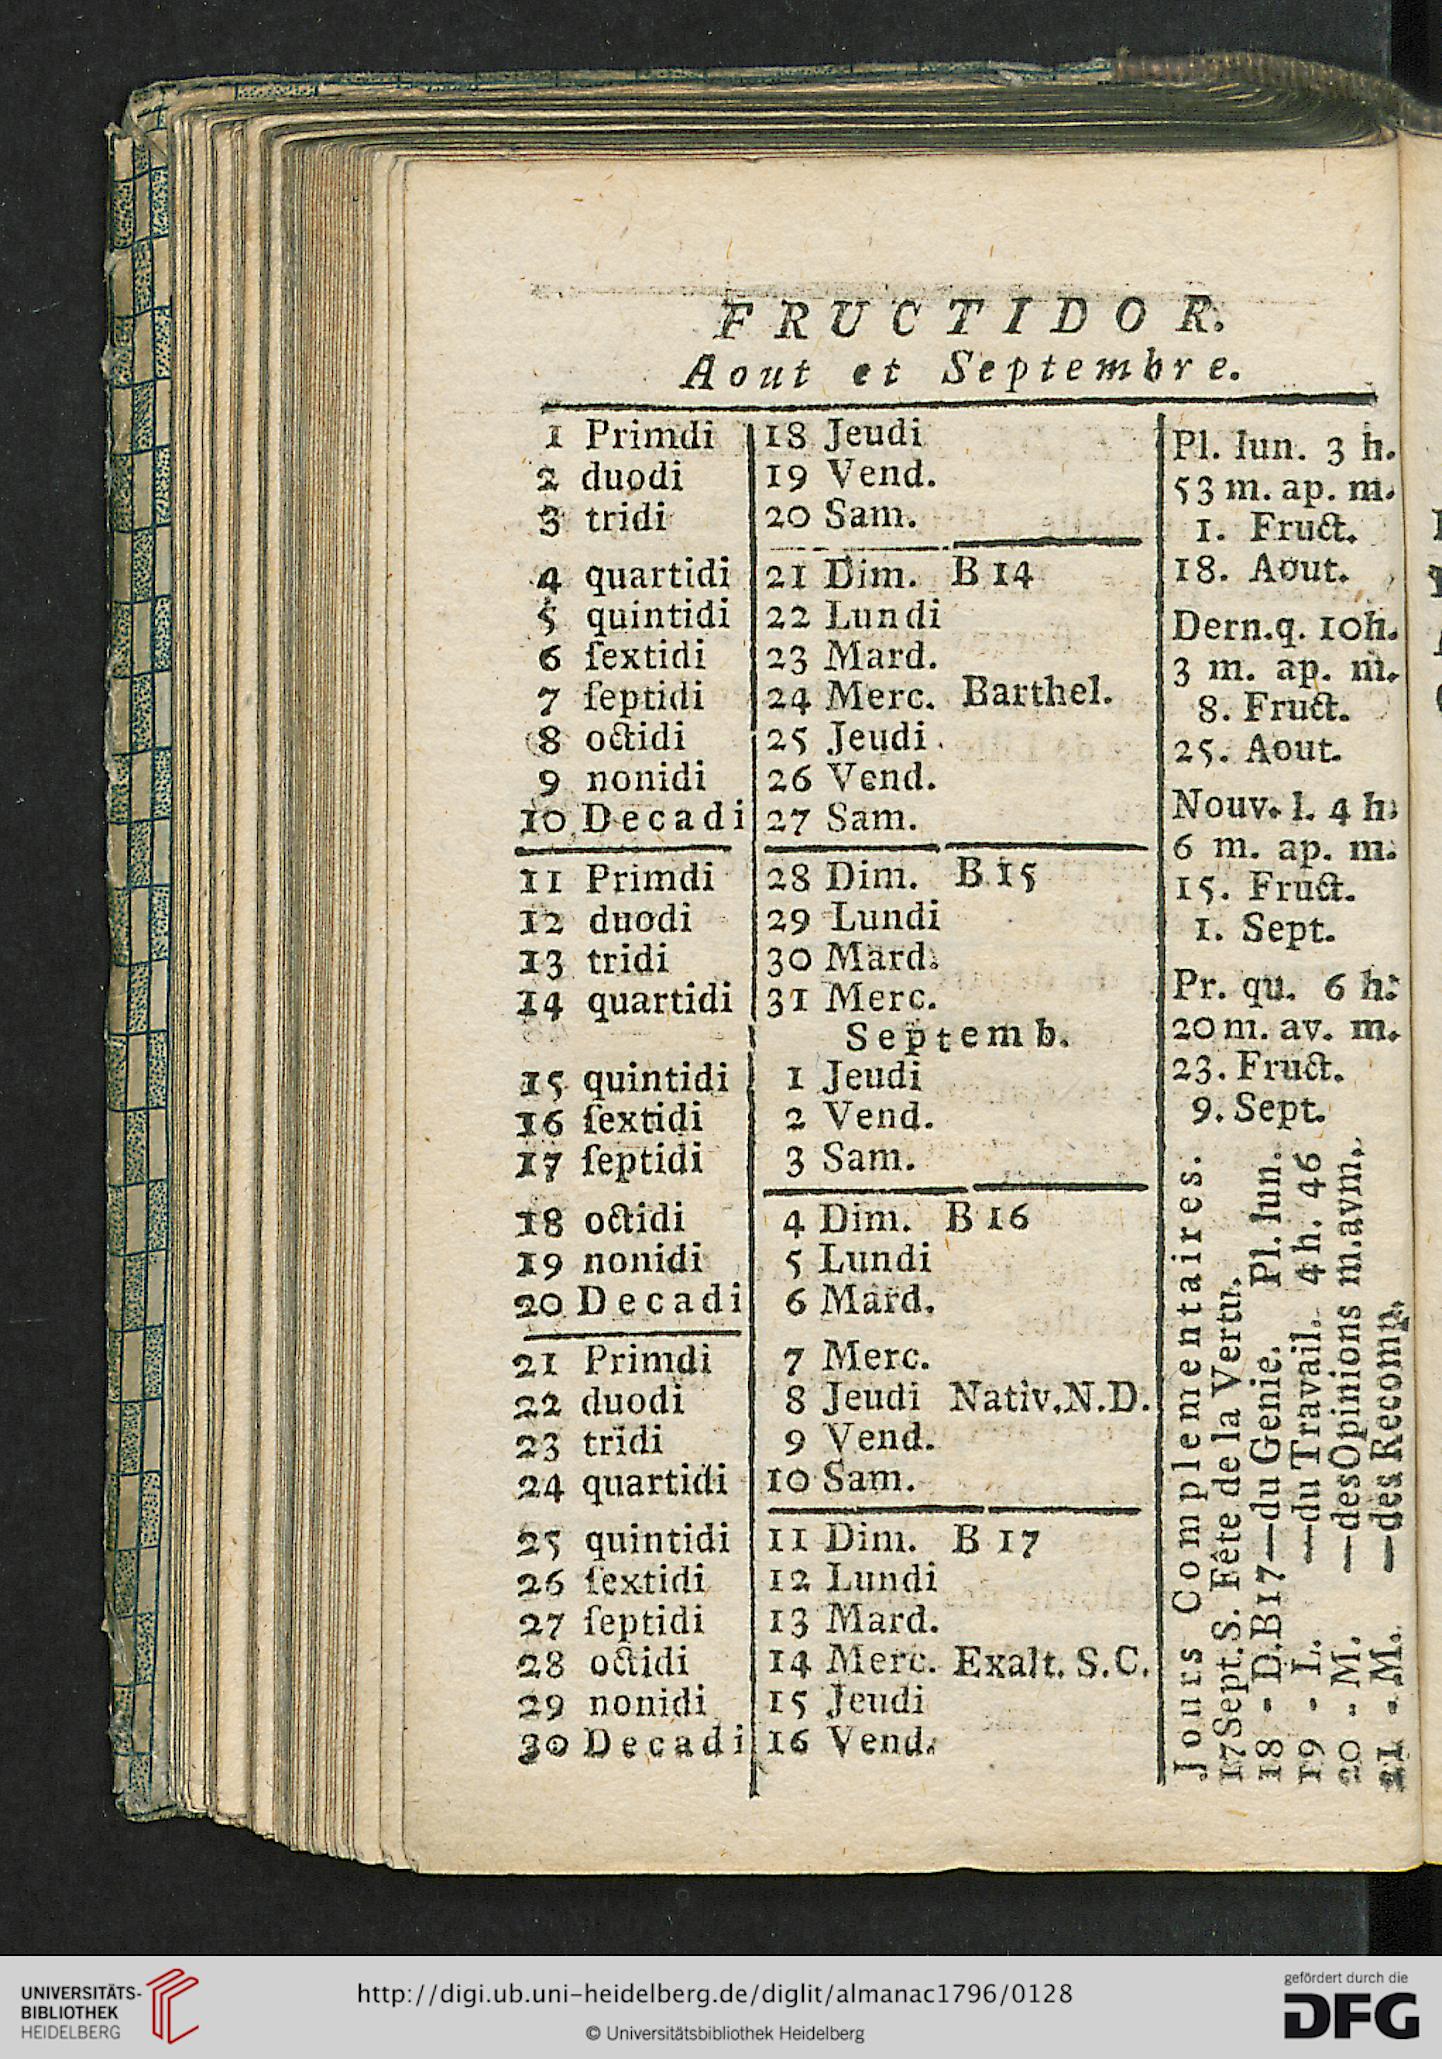 FRUCTIDOR.
Aout et Septembre.
1 Primdi 18 Jeudi
2 duodi 19 Vend.
3 tridi 20 Sam.
4 quartidi 21 Dim. B 14
5 quintidi 22 Lundi
6 ſextidi 23 Mard.
7 ſeptidi 24 Merc. Barthel.
8 octidi 25 Jeudi
9 nonidi 26 Vend.
10 Decadi 27 Sam.
11 Primdi 28 Dim. B 15
12 duodi 29 Lundi
13 tridi 30 Mard.
14 quartidi 31 Merc.
Septemb.
15 quintidi 1 Jeudi
16 ſextidi 2 Vend.
17 ſeptidi 3 Sam.
18 octidi 4 Dim. B 16
19 nonidi 5 Lundi
20 Decadi 6 Mard.
21 Primdi 7 Merc.
22 duodi 8 Jeudi Nativ.N.D.
23 tridi 9 Vend.
24 quartidi 10 Sam.
25 quintidi 11 Dim. B 17
26 ſextidi 12 Lundi
27 ſeptidi 13 Mard.
28 octidi 14 Merc. Exalt. S.C.
29 nonidi 15 Jeudi
30 Decadi 16 Vend.
Pl. lun. 3 h.
53 m. ap. m.
1. Fruct.
18. Aout.
Dern.q. 10h.
3 m. ap. m.
8. Fruct.
25. Aout.
Nouv. l. 4 h.
6 m. ap. m.
15. Fruct.
1. Sept.
Pr. qu. 6 h.
20 m. av. m.
23. Fruct.
9. Sept.
Jours Complementaires.
17 Sept. S. Fête de la Vertu.
18 - D.B17—du Genie. Pl. lun.
19 - L. —du Travail. 4 h. 46
20 - M. —des Opinions m.avm.
21 - M. —des Recomp.
UNIVERSITÄTS-
BIBLIOTHEK
HEIDELBERG
http://digi.ub.uni-heidelberg.de/diglit/almanac1796/0128
© Universitätsbibliothek Heidelberg
gefördert durch die
DFG